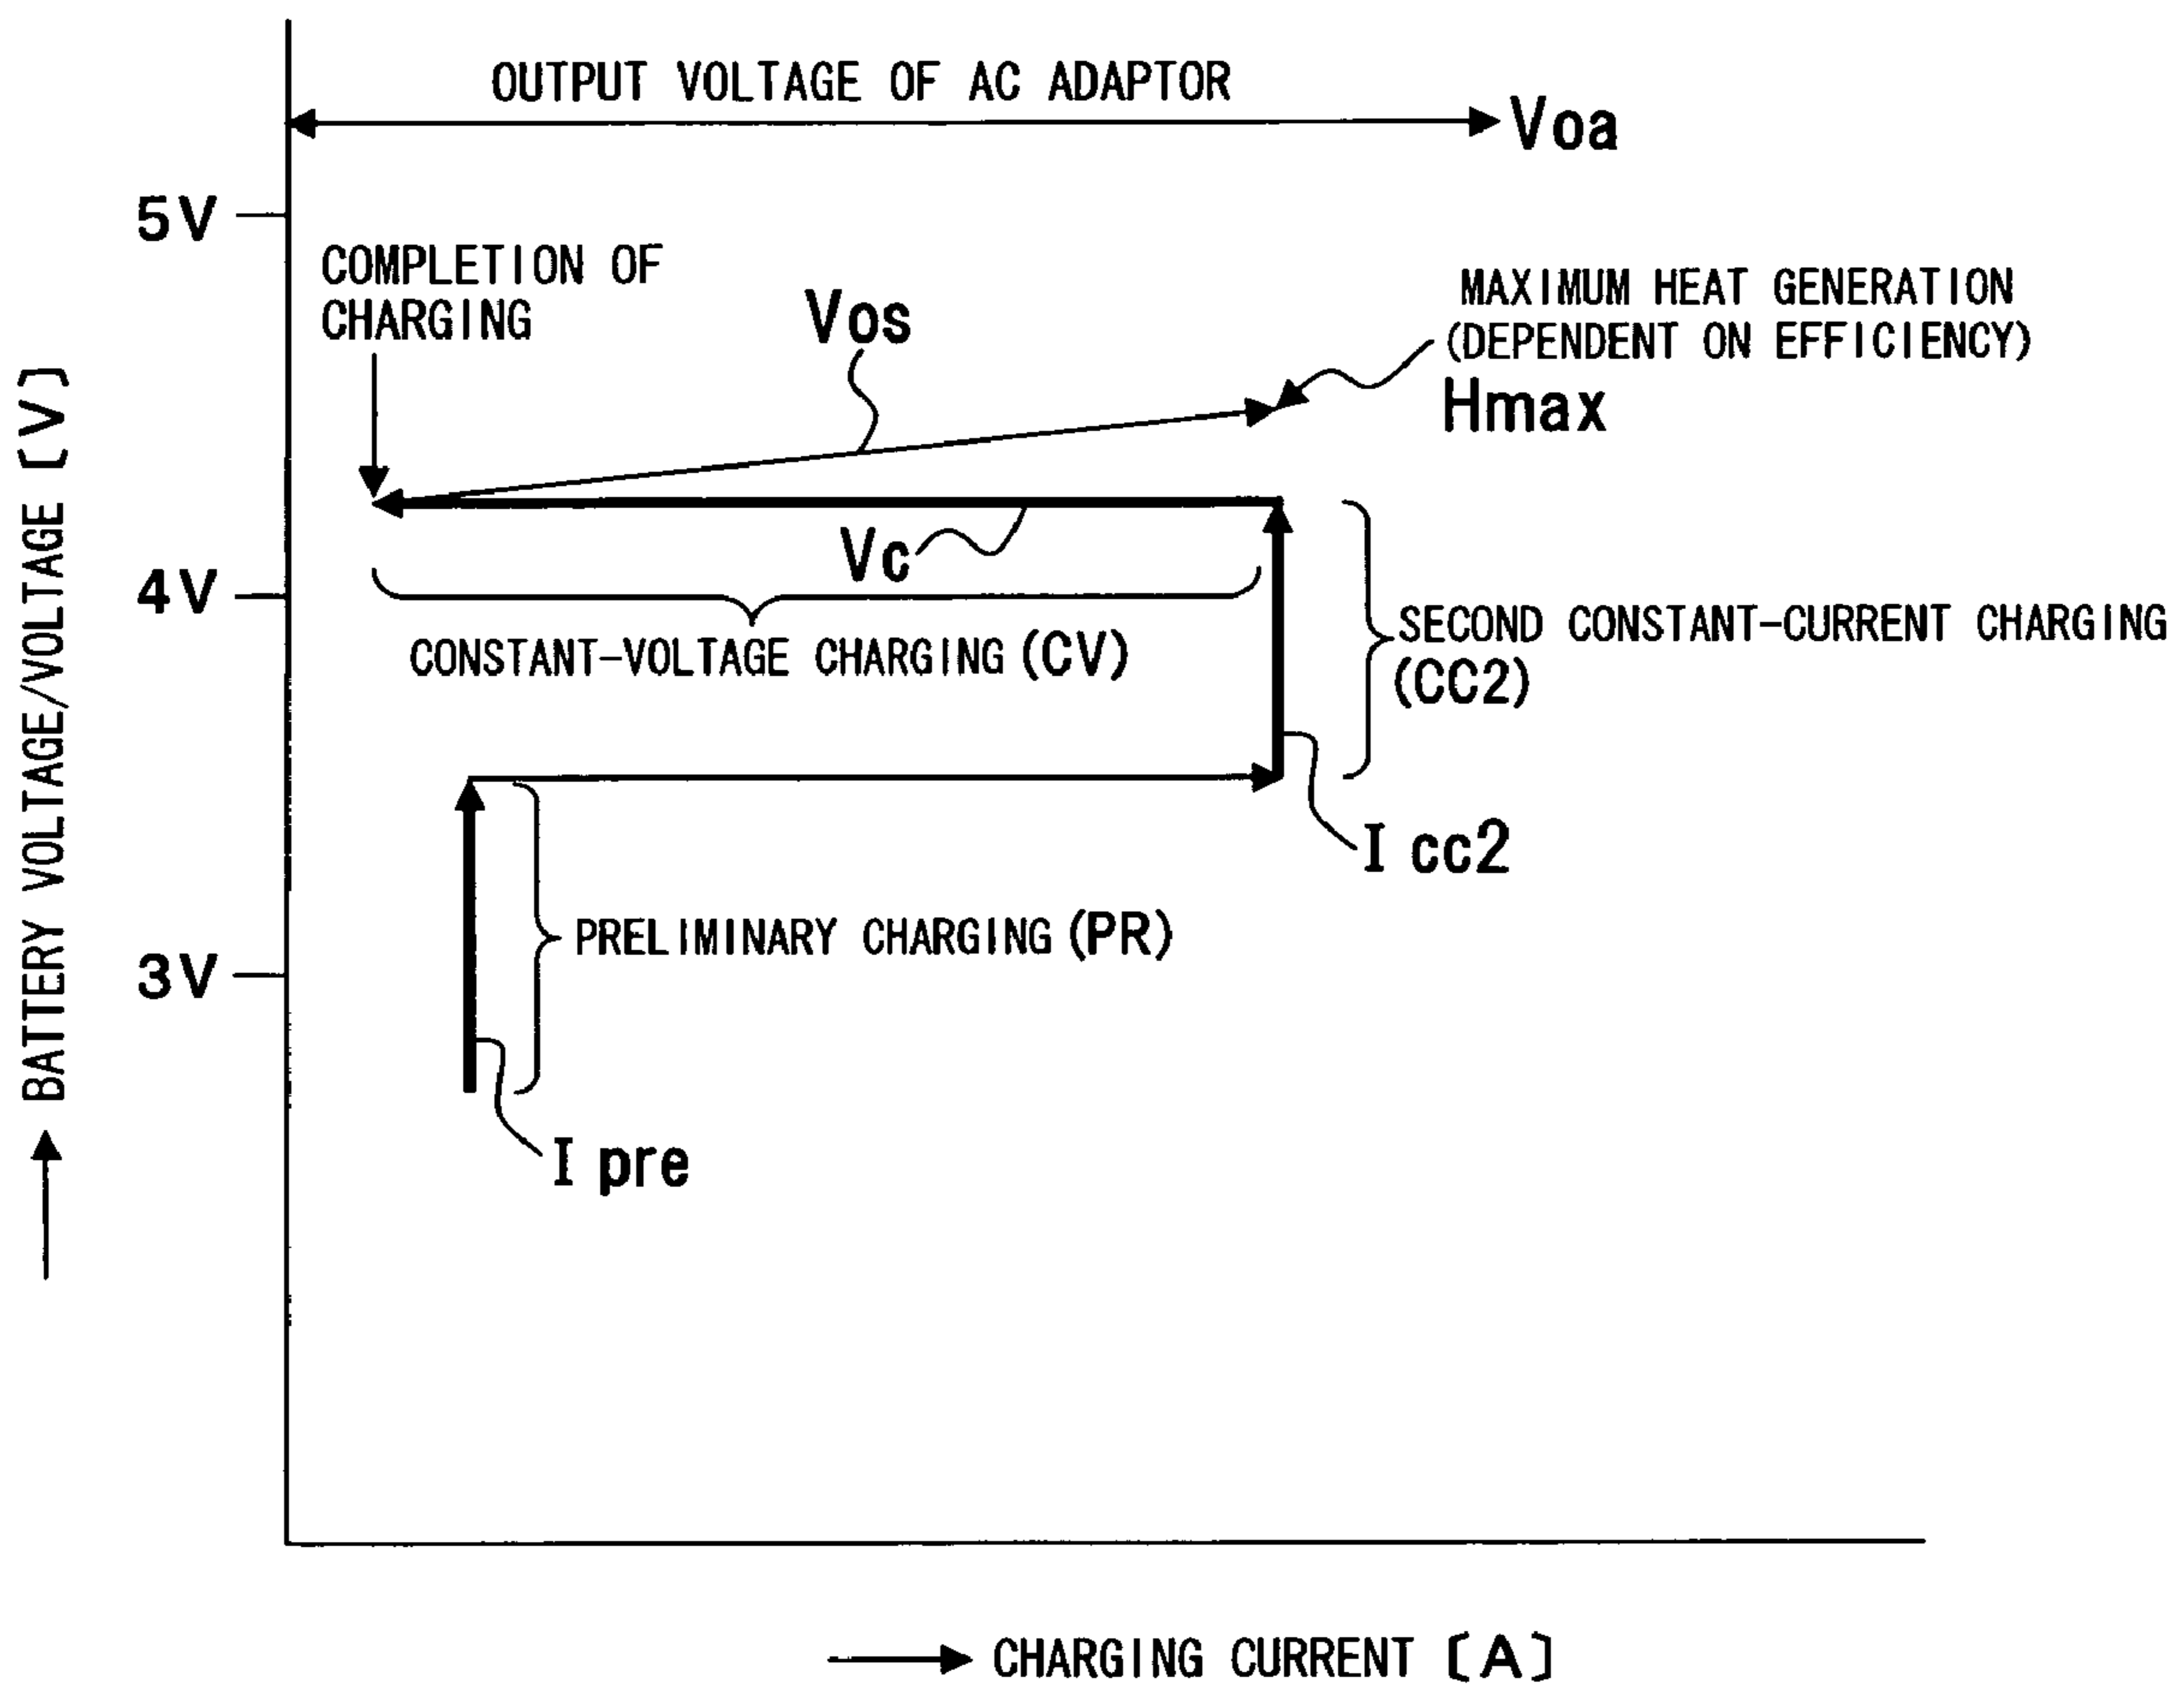 OUTPUT VOLTAGE OF AC ADAPTOR
Voa
5V
COMPLETION OF
CHARGING
Vos
MAXIMUM HEAT GENERATION
(DEPENDENT ON EFFICIENCY)
Hmax
Vc
4V
CONSTANT-VOLTAGE CHARGING (CV)
SECOND CONSTANT-CURRENT CHARGING
(CC2)
I cc2
PRELIMINARY CHARGING (PR)
3V
I pre
BATTERY VOLTAGE/VOLTAGE [V]
CHARGING CURRENT [A]